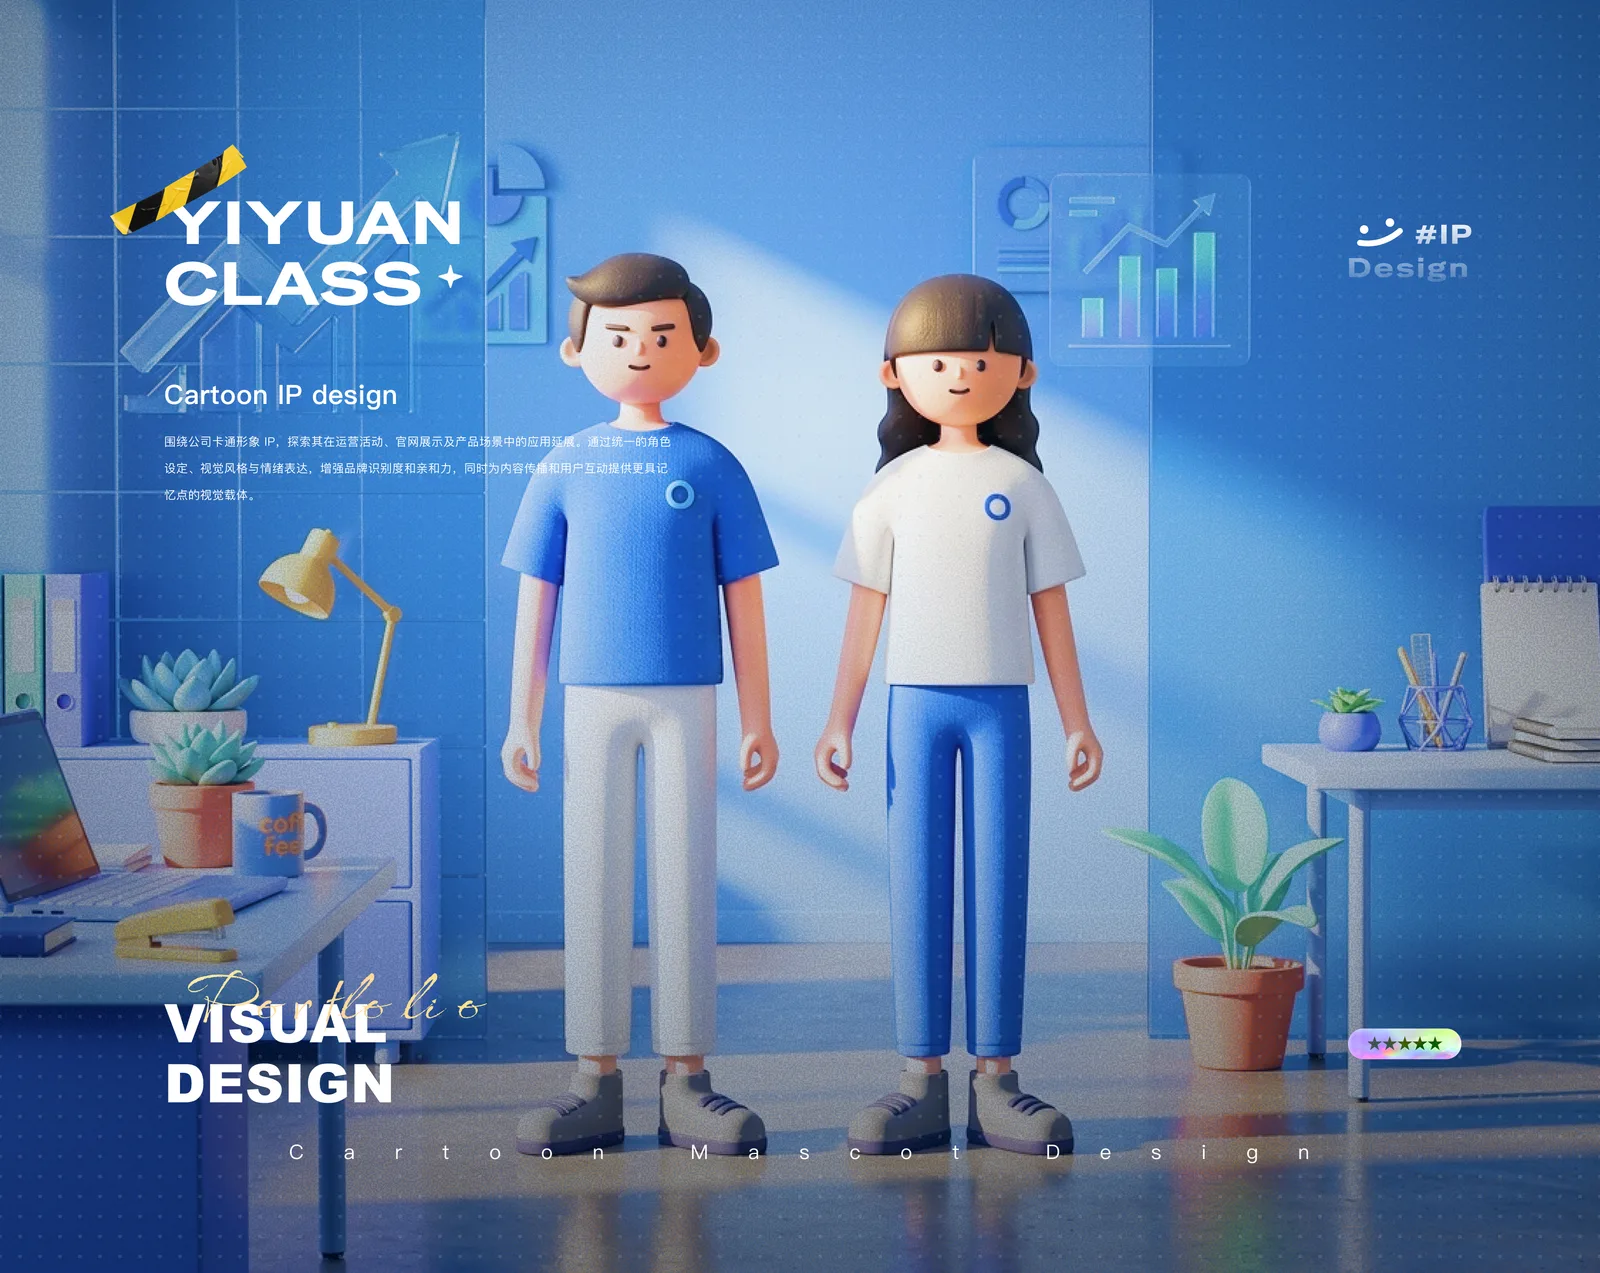 YIYUAN
CLASS
#IP
Design
Cartoon IP design
围绕公司卡通形象 IP，探索其在运营活动、官网展示及产品场景中的应用延展。通过统一的角色
设定、视觉风格与情绪表达，增强品牌识别度和亲和力，同时为内容传播和用户互动提供更具记
忆点的视觉载体。
cof
fee
Portfolio
VISUAL
DESIGN
★★★★★
Cartoon Mascot Design